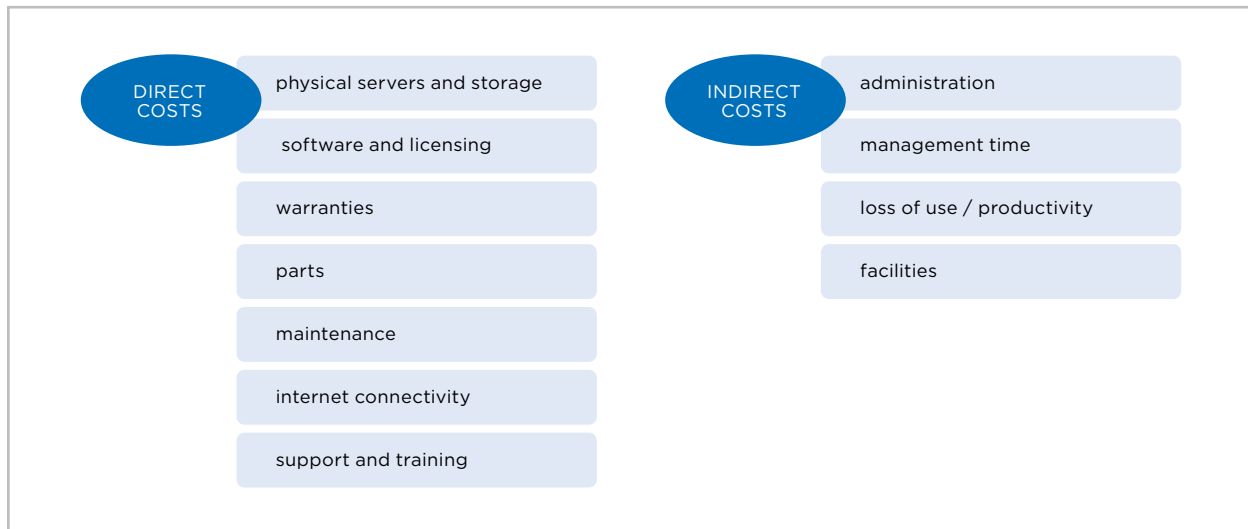 DIRECT
COSTS
physical servers and storage
software and licensing
warranties
parts
maintenance
internet connectivity
support and training
INDIRECT
COSTS
administration
management time
loss of use / productivity
facilities